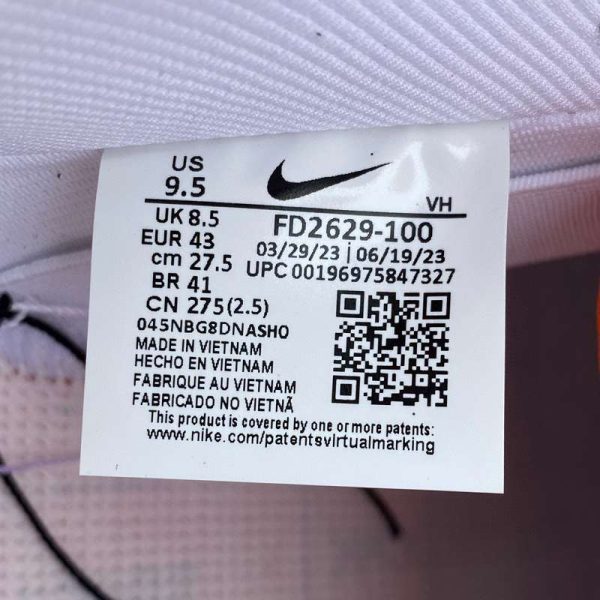 US
9.5
VH
UK 8.5
FD2629-100
EUR 43
03/29/23 | 06/19/23
cm 27.5
UPC 00196975847327
BR 41
CN 275(2.5)
045NBG8DNASHO
MADE IN VIETNAM
HECHO EN VIETNAM
FABRIQUE AU VIETNAM
FABRICADO NO VIETNÃ
This product is covered by one or more patents:
www.nike.com/patentsvirtualmarking